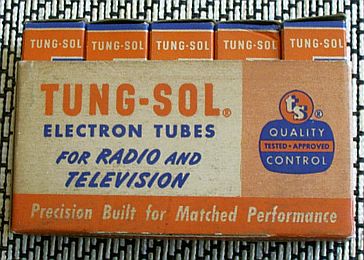 TUNG-SOL TUNG-SOL TUNG-SOL TUNG-SOL TUNG-SOL
TUNG-SOL®
ELECTRON TUBES
FOR RADIO AND
TELEVISION
ts ®
QUALITY
TESTED • APPROVED
CONTROL
Precision Built for Matched Performance